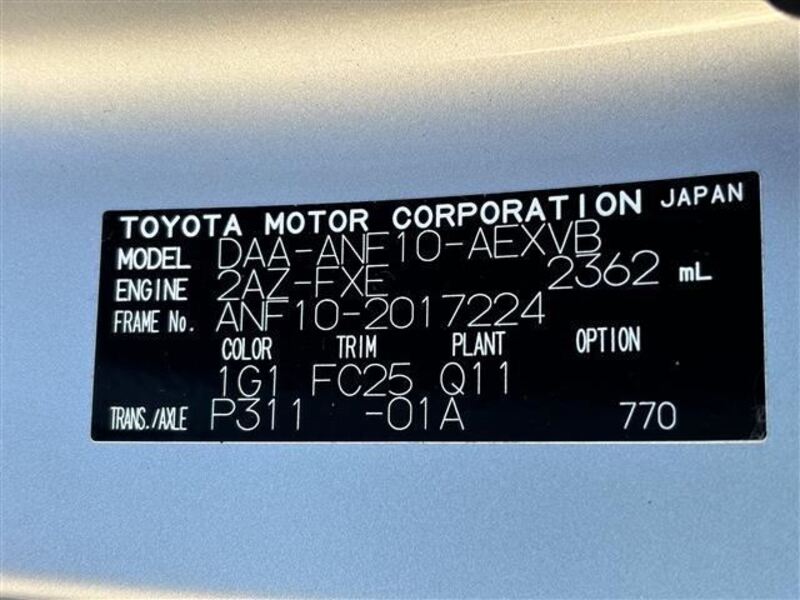 TOYOTA MOTOR CORPORATION JAPAN
MODEL DAA-ANF10-AEXVB
ENGINE 2AZ-FXE 2362 mL
FRAME No. ANF10-2017224
COLOR TRIM PLANT OPTION
1G1 FC25 Q11
TRANS./AXLE P311 -01A 770